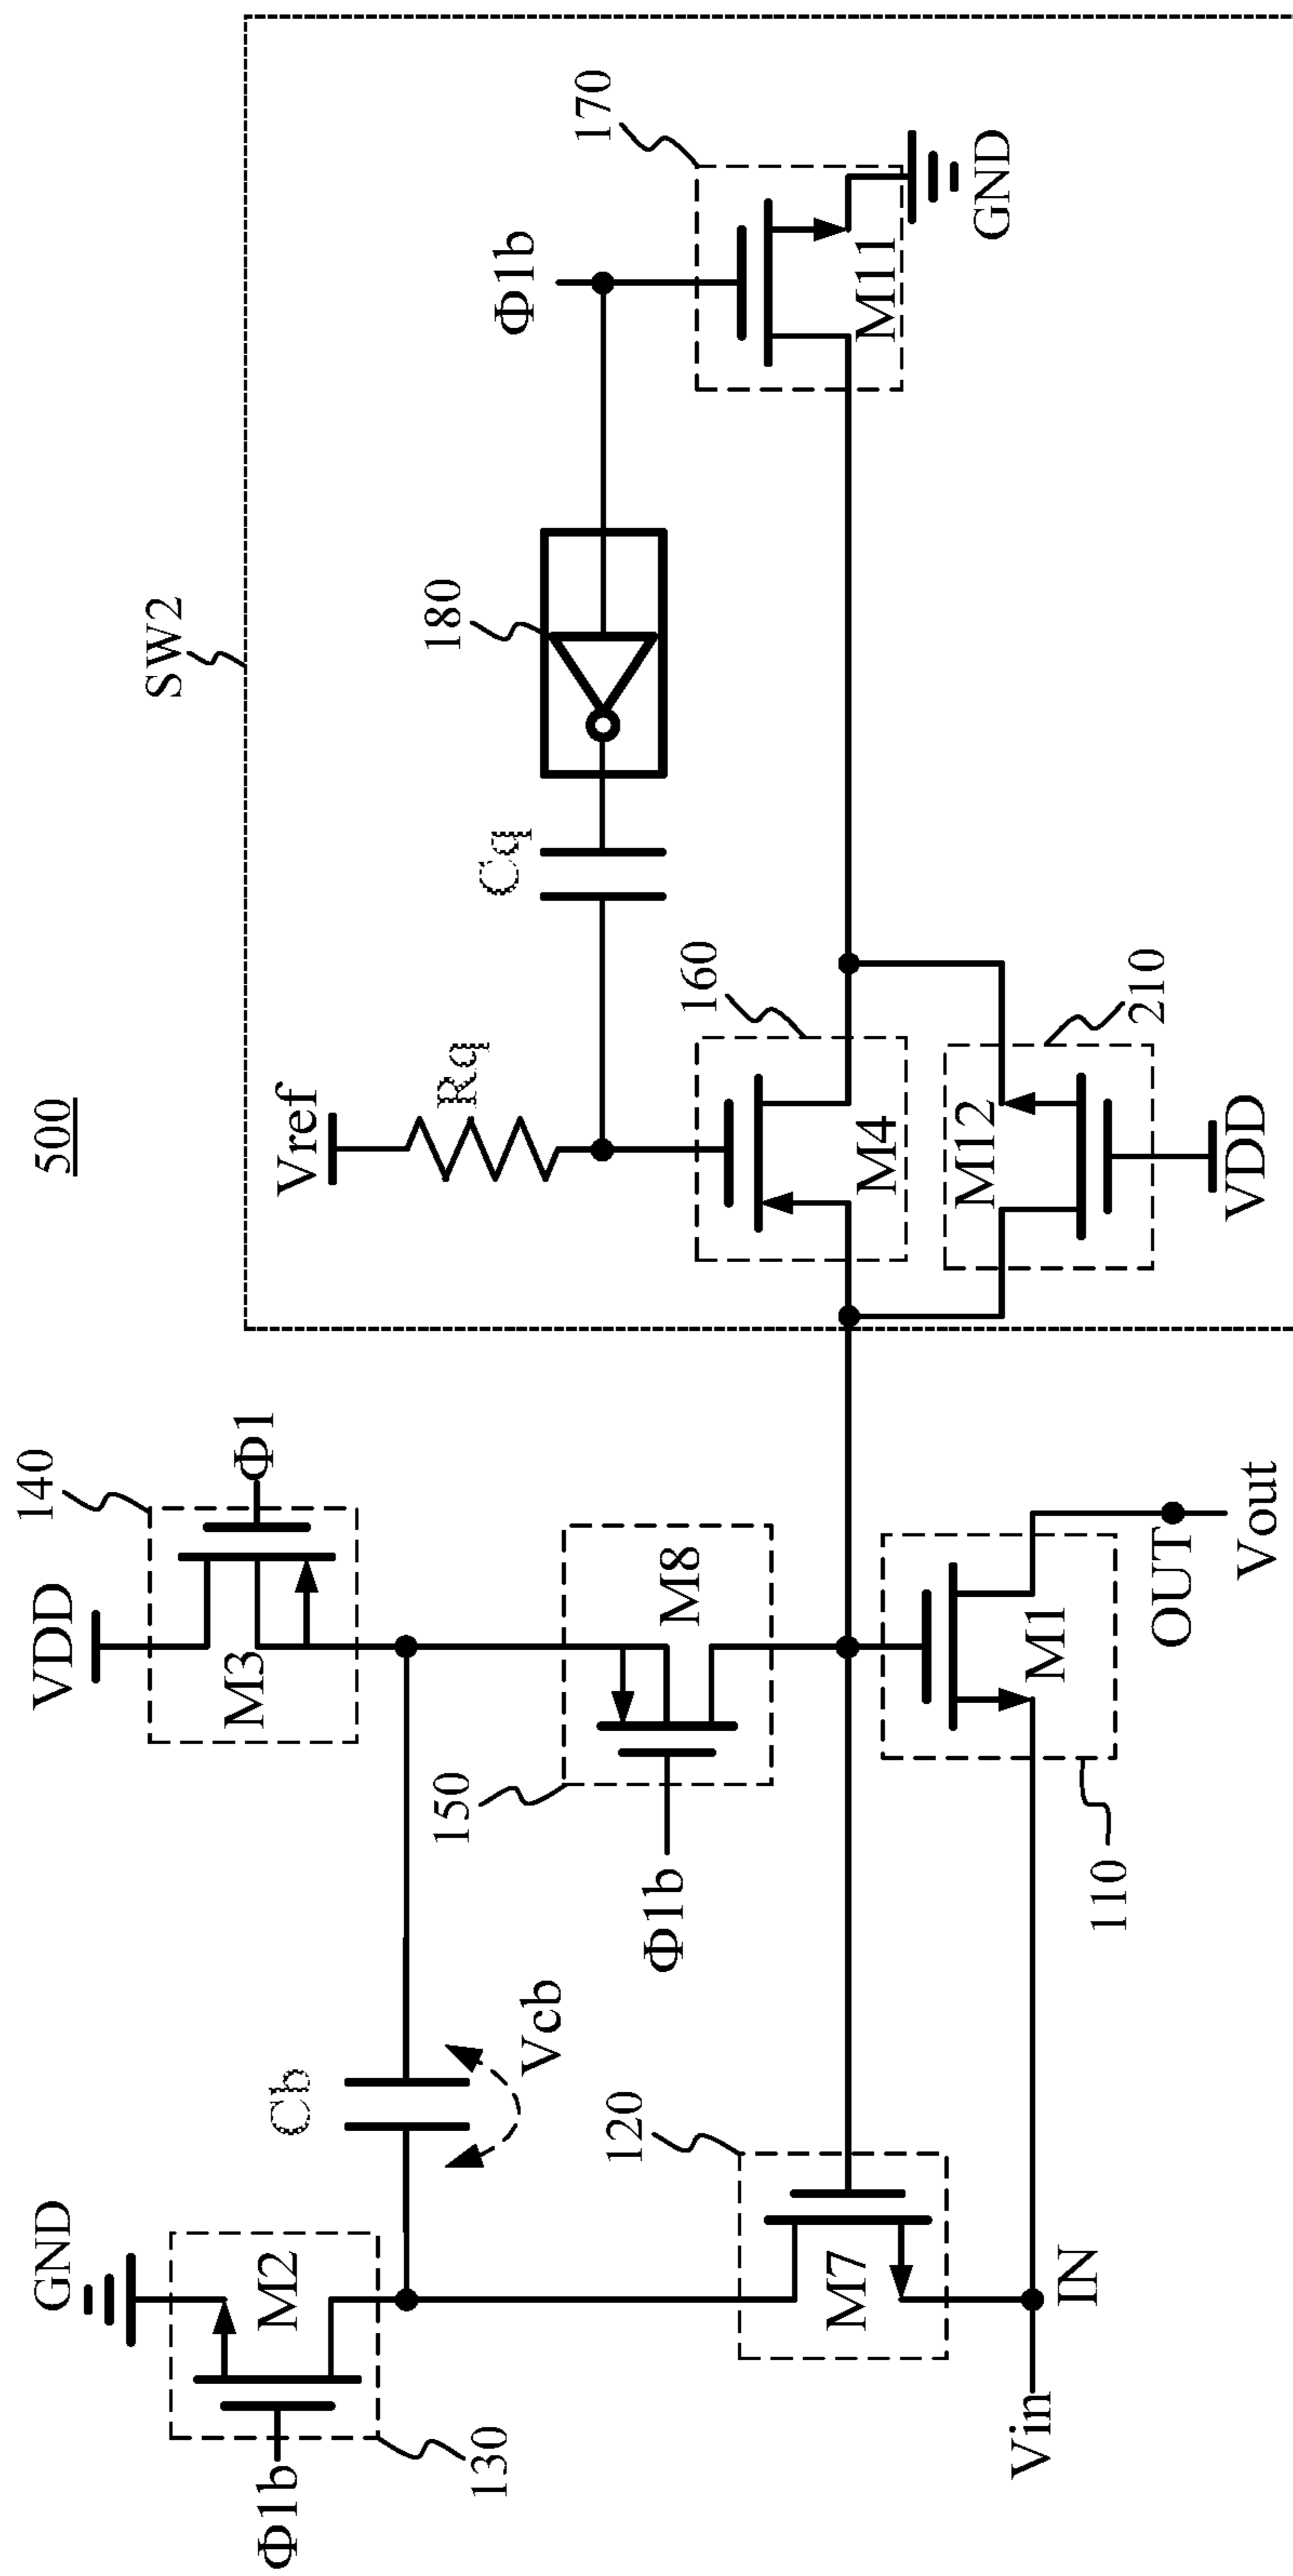 500
SW2
GND
Φ1b
M2
130
Cb
Vcb
VDD
M3
140
Φ1
150
M8
Φ1b
120
M7
Vin
IN
110
M1
OUT
Vout
Vref
Rq
Cq
180
Φ1b
170
M11
GND
160
M4
M12
210
VDD